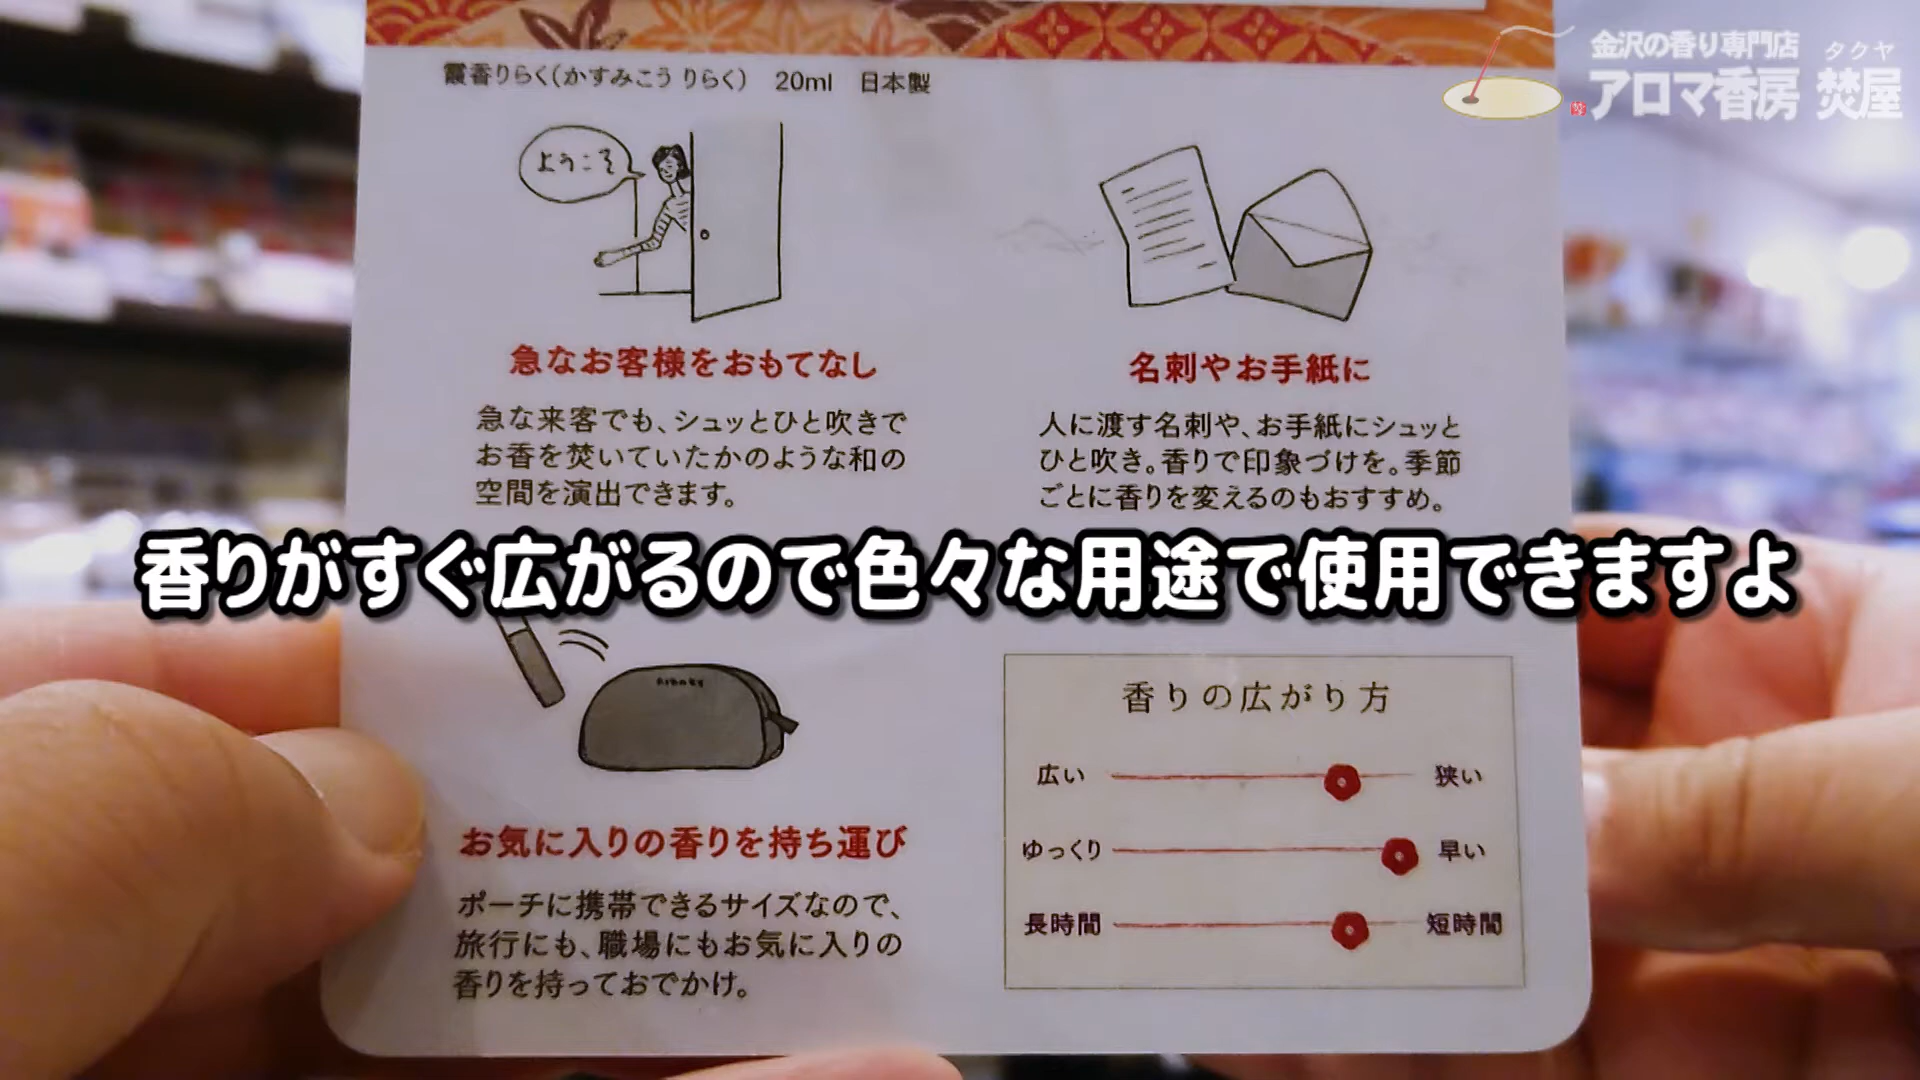 金沢の香り専門店
タクヤ
アロマ香房 焚屋
霞香りらく（かすみこう りらく） 20ml 日本製
ようこそ
急なお客様をおもてなし
急な来客でも、シュッとひと吹きで
お香を焚いていたかのような和の
空間を演出できます。
名刺やお手紙に
人に渡す名刺や、お手紙にシュッと
ひと吹き。香りで印象づけを。季節
ごとに香りを変えるのもおすすめ。
香りがすぐ広がるので色々な用途で使用できますよ
お気に入りの香りを持ち運び
ポーチに携帯できるサイズなので、
旅行にも、職場にもお気に入りの
香りを持っておでかけ。
香りの広がり方
広い 狭い
ゆっくり 早い
長時間 短時間